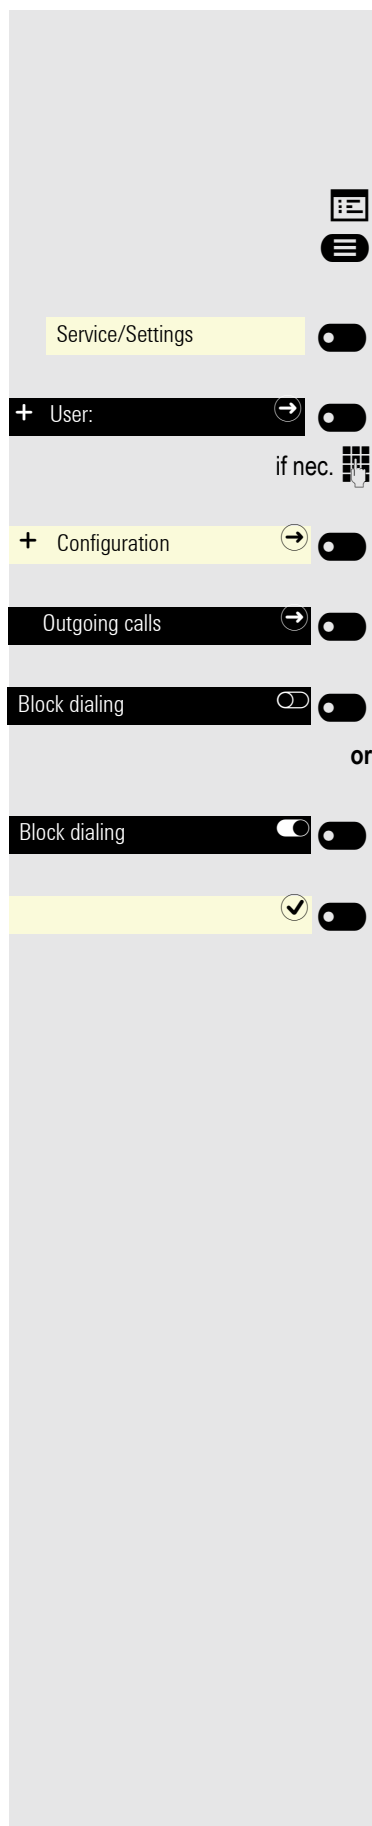 Service/Settings
+ User:
if nec.
+ Configuration
Outgoing calls
Block dialing
or
Block dialing